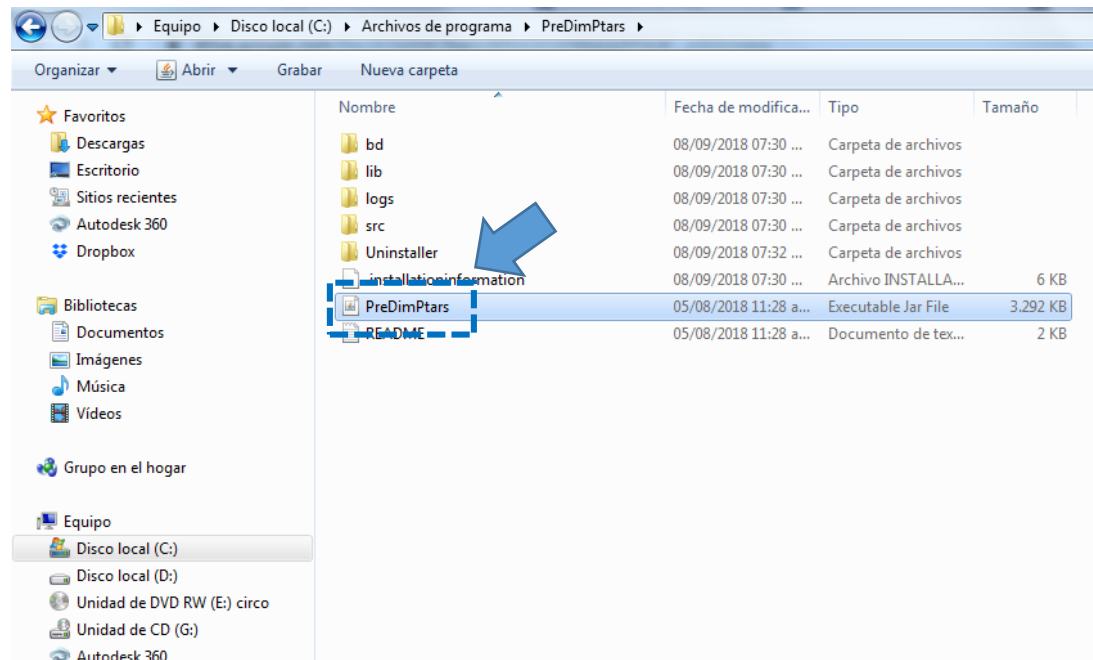 Equipo Disco local (C:) Archivos de programa PreDimPtars
Organizar Abrir Grabar Nueva carpeta
Nombre Fecha de modifica... Tipo Tamaño
Favoritos
Descargas
Escritorio
Sitios recientes
Autodesk 360
Dropbox
Bibliotecas
Documentos
Imágenes
Música
Vídeos
Grupo en el hogar
Equipo
Disco local (C:)
Disco local (D:)
Unidad de DVD RW (E:) circo
Unidad de CD (G:)
Autodesk 360
bd 08/09/2018 07:30 ... Carpeta de archivos
lib 08/09/2018 07:30 ... Carpeta de archivos
logs 08/09/2018 07:30 ... Carpeta de archivos
src 08/09/2018 07:30 ... Carpeta de archivos
Uninstaller 08/09/2018 07:32 ... Carpeta de archivos
.installationinformation 08/09/2018 07:30 ... Archivo INSTALLA... 6 KB
PreDimPtars 05/08/2018 11:28 a... Executable Jar File 3.292 KB
README 05/08/2018 11:28 a... Documento de tex... 2 KB